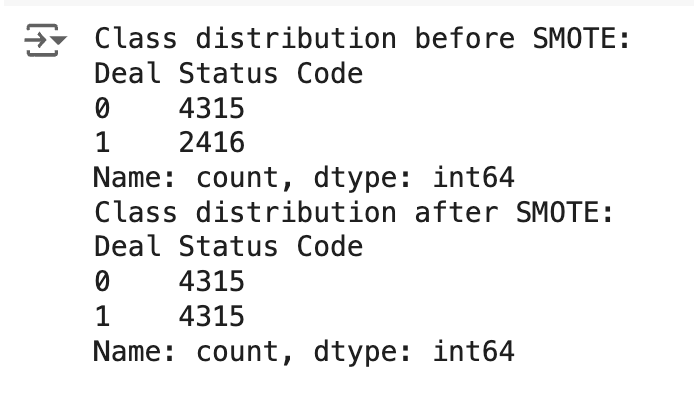 Class distribution before SMOTE:
Deal Status Code
0    4315
1    2416
Name: count, dtype: int64
Class distribution after SMOTE:
Deal Status Code
0    4315
1    4315
Name: count, dtype: int64